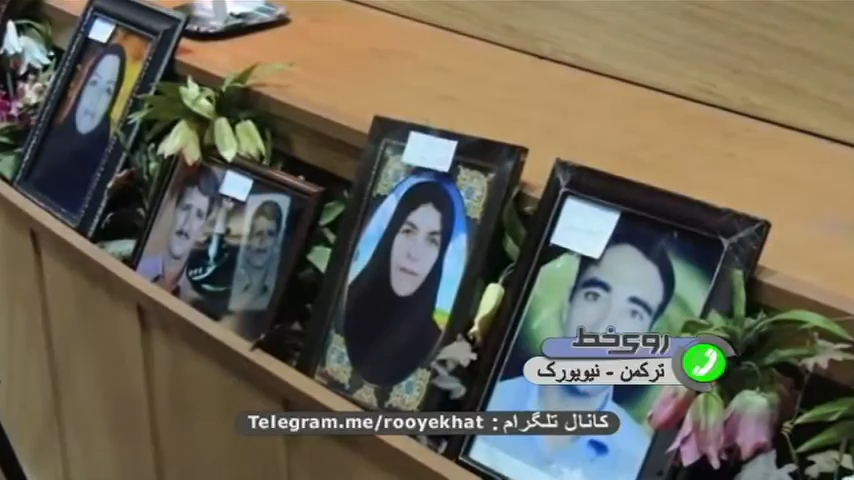 روی خط
ترکمن - نیویورک
کانال تلگرام : Telegram.me/rooyekhat